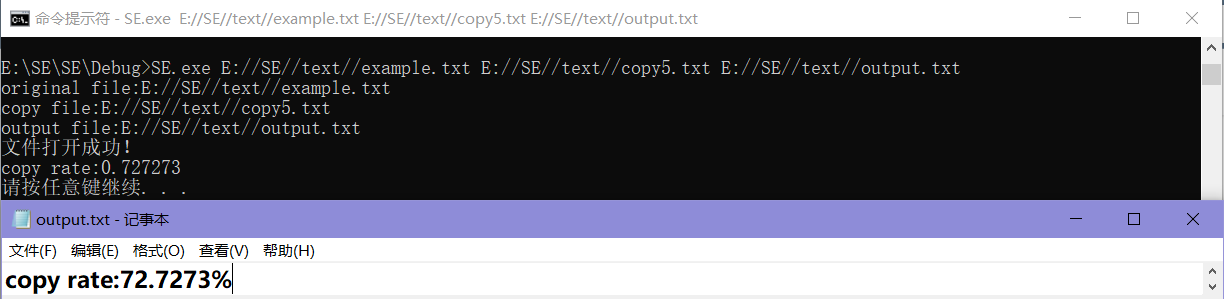 命令提示符 - SE.exe  E://SE//text//example.txt E://SE//text//copy5.txt E://SE//text//output.txt
E:\SE\SE\Debug>SE.exe E://SE//text//example.txt E://SE//text//copy5.txt E://SE//text//output.txt
original file:E://SE//text//example.txt
copy file:E://SE//text//copy5.txt
output file:E://SE//text//output.txt
文件打开成功!
copy rate:0.727273
请按任意键继续. . .
output.txt - 记事本
文件(F) 编辑(E) 格式(O) 查看(V) 帮助(H)
copy rate:72.7273%